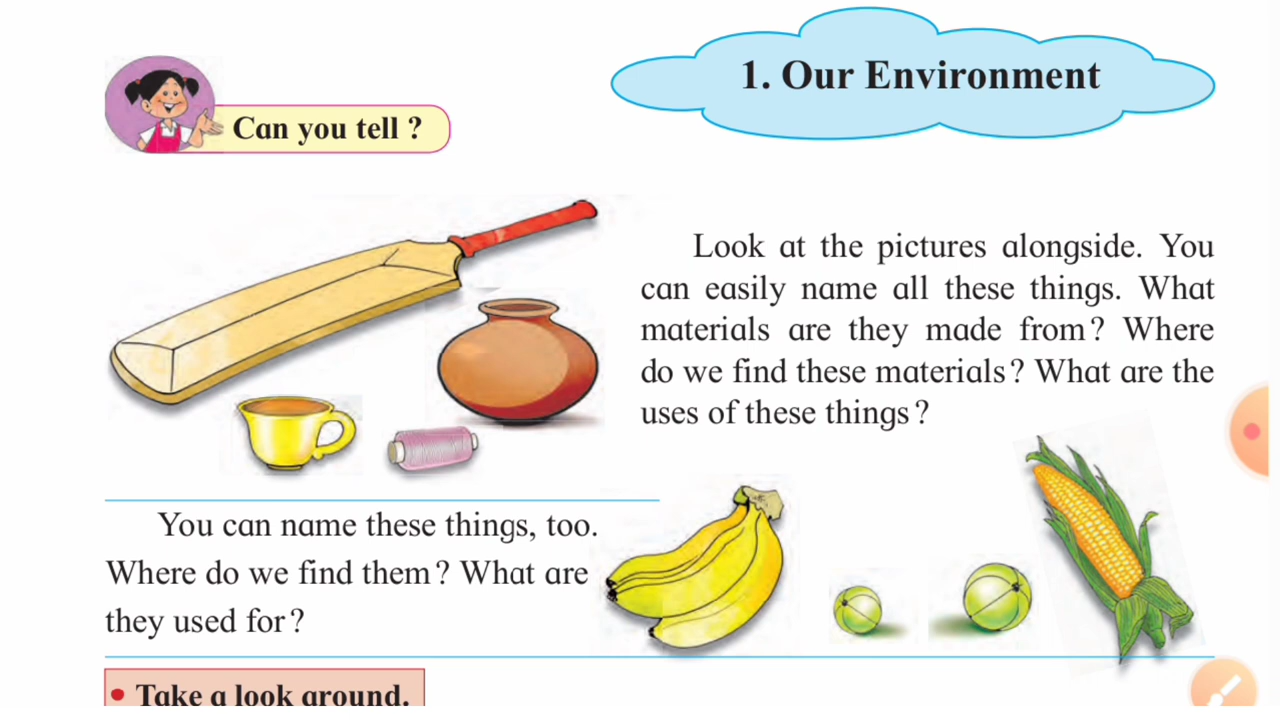 1. Our Environment
Can you tell ?
Look at the pictures alongside. You
can easily name all these things. What
materials are they made from? Where
do we find these materials? What are the
uses of these things?
You can name these things, too.
Where do we find them? What are
they used for?
• Take a look around.